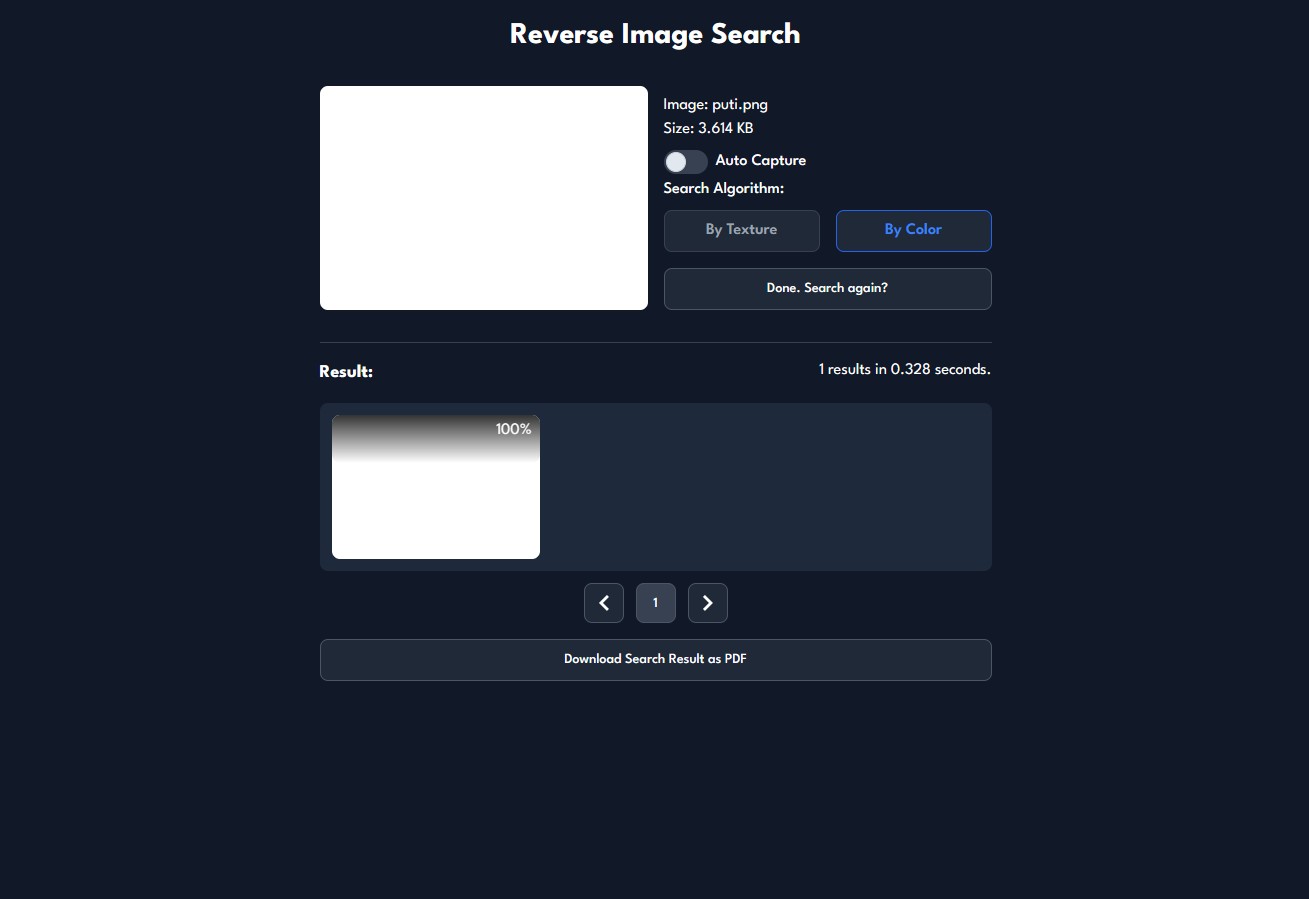 Reverse Image Search
Image: puti.png
Size: 3.614 KB
Auto Capture
Search Algorithm:
By Texture
By Color
Done. Search again?
Result:
1 results in 0.328 seconds.
100%
1
Download Search Result as PDF